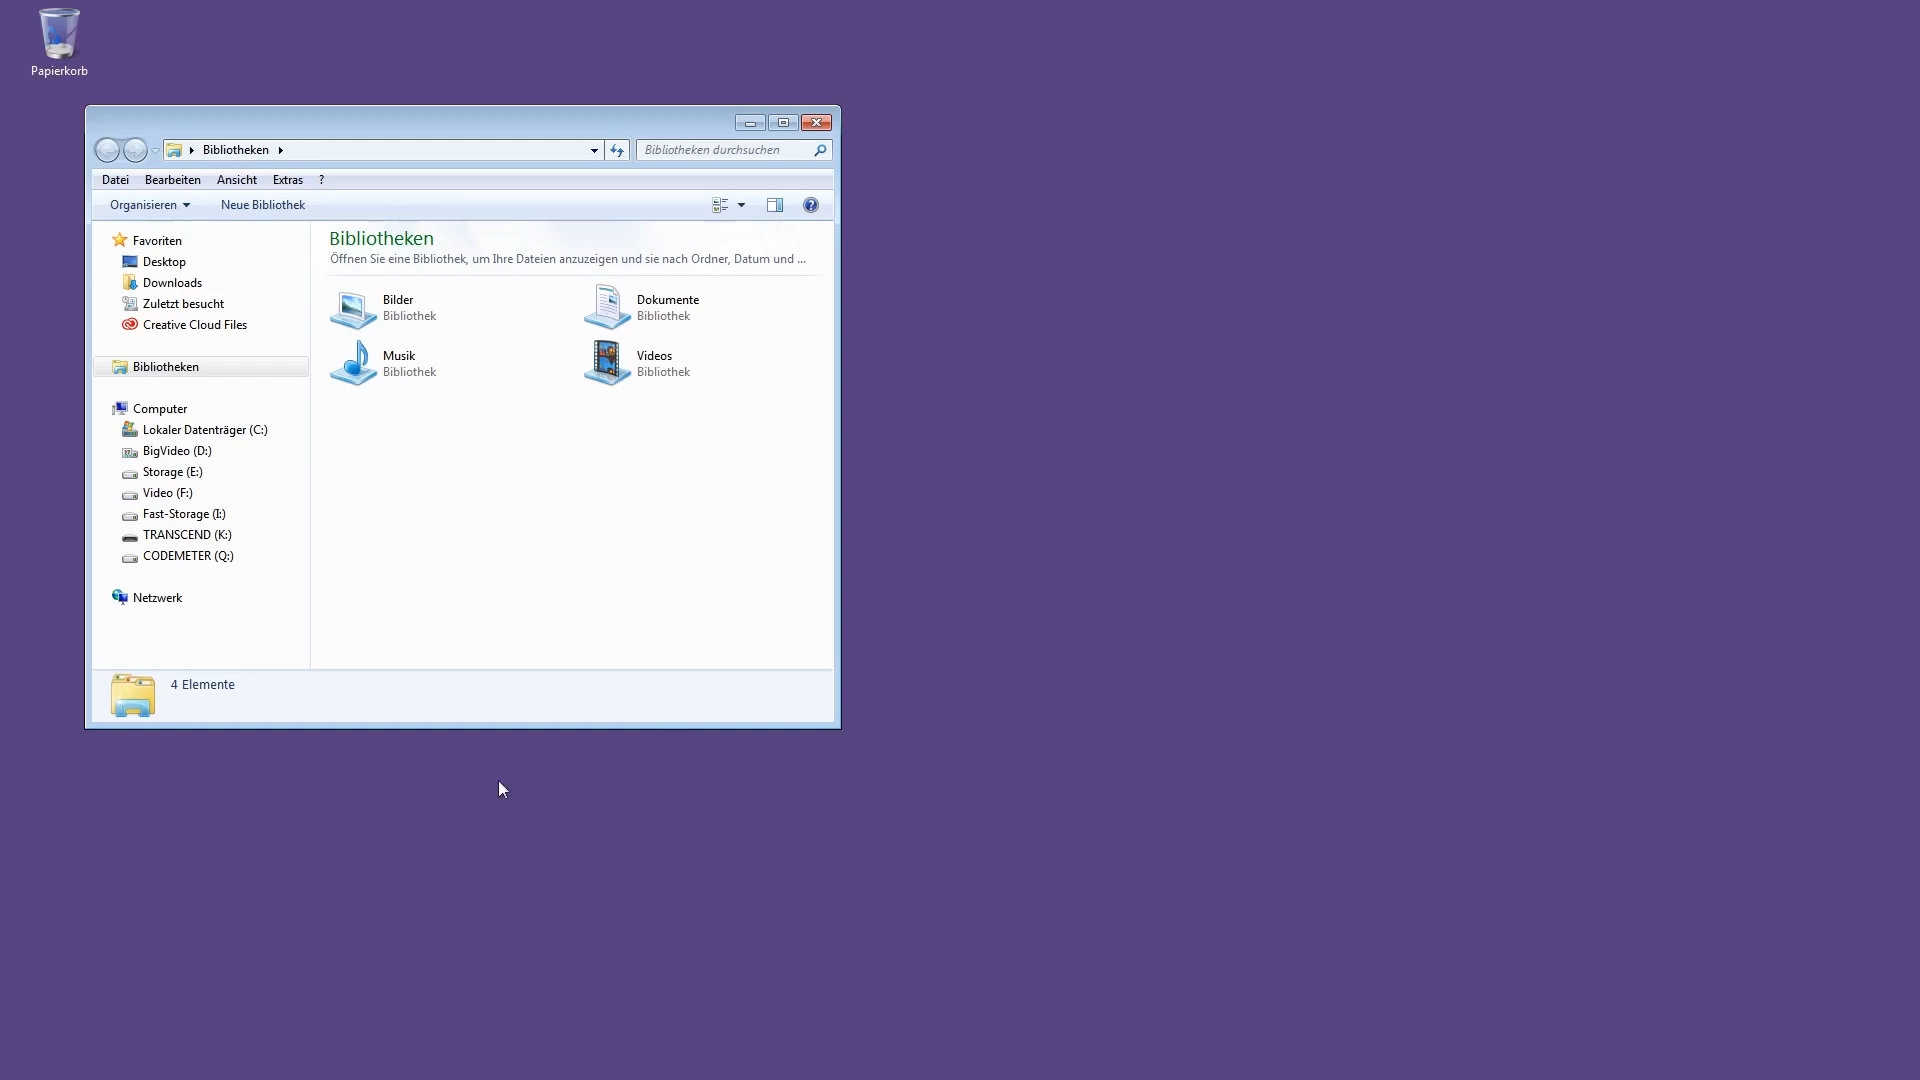 Papierkorb
Bibliotheken
Bibliotheken durchsuchen
Datei Bearbeiten Ansicht Extras ?
Organisieren Neue Bibliothek
Favoriten
Desktop
Downloads
Zuletzt besucht
Creative Cloud Files
Bibliotheken
Computer
Lokaler Datenträger (C:)
BigVideo (D:)
Storage (E:)
Video (F:)
Fast-Storage (I:)
TRANSCEND (K:)
CODEMETER (Q:)
Netzwerk
Bibliotheken
Öffnen Sie eine Bibliothek, um Ihre Dateien anzuzeigen und sie nach Ordner, Datum und ...
Bilder
Bibliothek
Dokumente
Bibliothek
Musik
Bibliothek
Videos
Bibliothek
4 Elemente